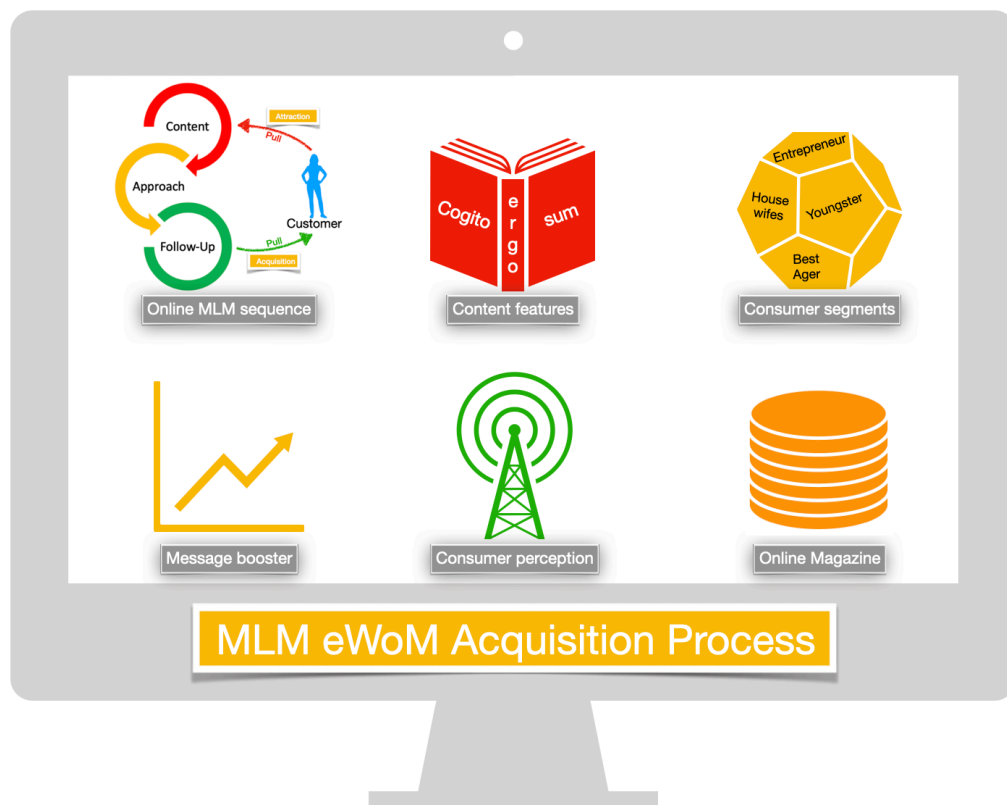 Content
Attraction
Pull
Approach
Customer
Follow-Up
Pull
Acquisition
Online MLM sequence
Cogito
ergo
sum
Content features
Entrepreneur
House
wifes
Youngster
Best
Ager
Consumer segments
Message booster
Consumer perception
Online Magazine
MLM eWoM Acquisition Process